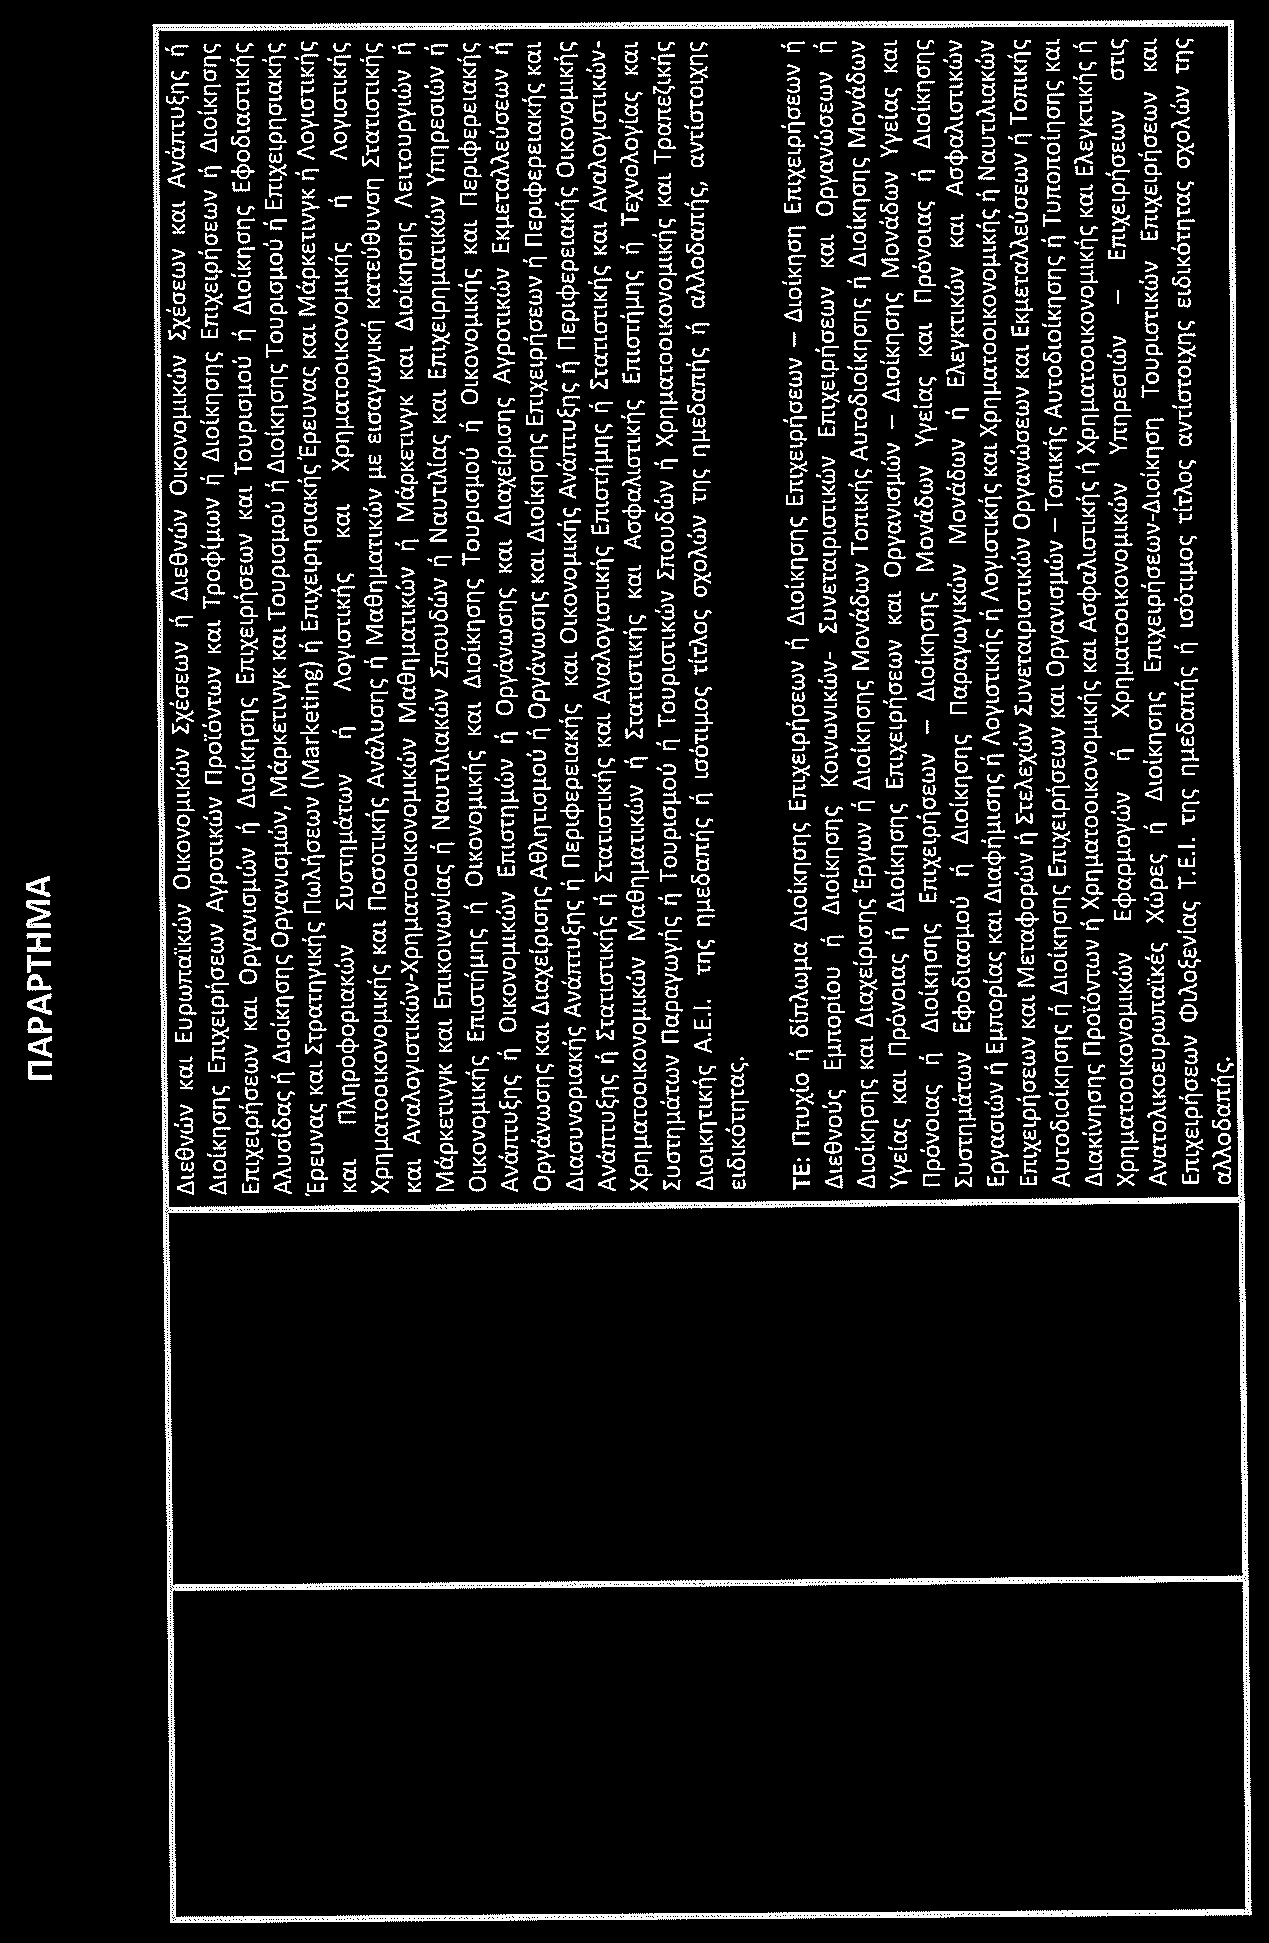 ΠΑΡΑΡΤΗΜΑ
Διεθνών και Ευρωπαϊκών Οικονομικών Σχέσεων ή Διεθνών Οικονομικών Σχέσεων και Ανάπτυξης ή
Διοίκησης Επιχειρήσεων Αγροτικών Προϊόντων και Τροφίμων ή Διοίκησης Επιχειρήσεων ή Διοίκησης
Επιχειρήσεων και Οργανισμών ή Διοίκησης Επιχειρήσεων και Τουρισμού ή Διοίκησης Εφοδιαστικής
Αλυσίδας ή Διοίκησης Οργανισμών, Μάρκετινγκ και Τουρισμού ή Διοίκησης Τουρισμού ή Επιχειρησιακής
Έρευνας και Στρατηγικής Πωλήσεων (Marketing) ή Επιχειρησιακής Έρευνας και Μάρκετινγκ ή Λογιστικής
και Πληροφοριακών Συστημάτων ή Λογιστικής και Χρηματοοικονομικής ή Λογιστικής
Χρηματοοικονομικής και Ποσοτικής Ανάλυσης ή Μαθηματικών με εισαγωγική κατεύθυνση Στατιστικής
και Αναλογιστικών-Χρηματοοικονομικών Μαθηματικών ή Μάρκετινγκ και Διοίκησης Λειτουργιών ή
Μάρκετινγκ και Επικοινωνίας ή Ναυτιλιακών Σπουδών ή Ναυτιλίας και Επιχειρηματικών Υπηρεσιών ή
Οικονομικής Επιστήμης ή Οικονομικής και Διοίκησης Τουρισμού ή Οικονομικής και Περιφερειακής
Ανάπτυξης ή Οικονομικών Επιστημών ή Οργάνωσης και Διαχείρισης Αγροτικών Εκμεταλλεύσεων ή
Οργάνωσης και Διαχείρισης Αθλητισμού ή Οργάνωσης και Διοίκησης Επιχειρήσεων ή Περιφερειακής και
Διασυνοριακής Ανάπτυξης ή Περιφερειακής και Οικονομικής Ανάπτυξης ή Περιφερειακής Οικονομικής
Ανάπτυξης ή Στατιστικής ή Στατιστικής και Αναλογιστικής Επιστήμης ή Στατιστικής και Αναλογιστικών-
Χρηματοοικονομικών Μαθηματικών ή Στατιστικής και Ασφαλιστικής Επιστήμης ή Τεχνολογίας και
Συστημάτων Παραγωγής ή Τουρισμού ή Τουριστικών Σπουδών ή Χρηματοοικονομικής και Τραπεζικής
Διοικητικής Α.Ε.Ι. της ημεδαπής ή ισότιμος τίτλος σχολών της ημεδαπής ή αλλοδαπής, αντίστοιχης
ειδικότητας.
ΤΕ: Πτυχίο ή δίπλωμα Διοίκησης Επιχειρήσεων ή Διοίκησης Επιχειρήσεων – Διοίκηση Επιχειρήσεων ή
Διεθνούς Εμπορίου ή Διοίκησης Κοινωνικών- Συνεταιριστικών Επιχειρήσεων και Οργανώσεων ή
Διοίκησης και Διαχείρισης Έργων ή Διοίκησης Μονάδων Τοπικής Αυτοδιοίκησης ή Διοίκησης Μονάδων
Υγείας και Πρόνοιας ή Διοίκησης Επιχειρήσεων και Οργανισμών – Διοίκησης Μονάδων Υγείας και
Πρόνοιας ή Διοίκησης Επιχειρήσεων – Διοίκησης Μονάδων Υγείας και Πρόνοιας ή Διοίκησης
Συστημάτων Εφοδιασμού ή Διοίκησης Παραγωγικών Μονάδων ή Ελεγκτικών και Ασφαλιστικών
Εργασιών ή Εμπορίας και Διαφήμισης ή Λογιστικής ή Λογιστικής και Χρηματοοικονομικής ή Ναυτιλιακών
Επιχειρήσεων και Μεταφορών ή Στελεχών Συνεταιριστικών Οργανώσεων και Εκμεταλλεύσεων ή Τοπικής
Αυτοδιοίκησης ή Διοίκησης Επιχειρήσεων και Οργανισμών – Τοπικής Αυτοδιοίκησης ή Τυποποίησης και
Διακίνησης Προϊόντων ή Χρηματοοικονομικής και Ασφαλιστικής ή Χρηματοοικονομικής και Ελεγκτικής ή
Χρηματοοικονομικών Εφαρμογών ή Χρηματοοικονομικών Υπηρεσιών – Επιχειρήσεων στις
Ανατολικοευρωπαϊκές Χώρες ή Διοίκησης Επιχειρήσεων-Διοίκηση Τουριστικών Επιχειρήσεων και
Επιχειρήσεων Φιλοξενίας Τ.Ε.Ι. της ημεδαπής ή ισότιμος τίτλος αντίστοιχης ειδικότητας σχολών της
αλλοδαπής.